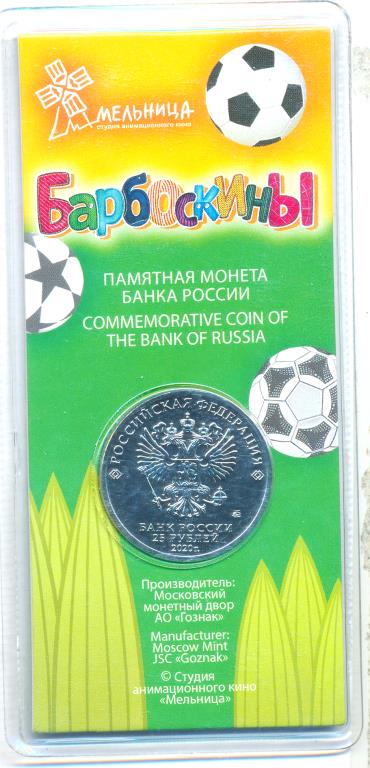 МЕЛЬНИЦА
студия анимационного кино
Барбоскины
ПАМЯТНАЯ МОНЕТА
БАНКА РОССИИ
COMMEMORATIVE COIN OF
THE BANK OF RUSSIA
РОССИЙСКАЯ ФЕДЕРАЦИЯ
БАНК РОССИИ
25 РУБЛЕЙ
2020 г.
Производитель:
Московский
монетный двор
АО «Гознак»
Manufacturer:
Moscow Mint
JSC «Goznak»
© Студия
анимационного кино
«Мельница»